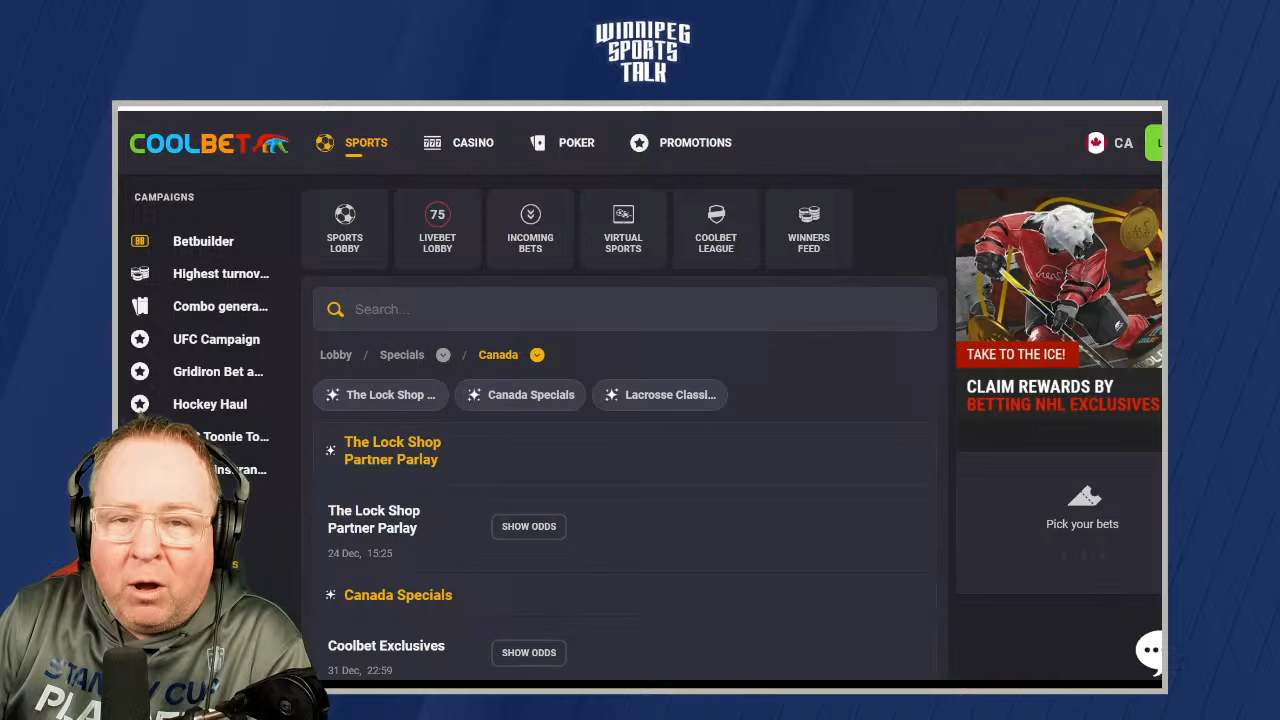 WINNIPEG
SPORTS
TALK
COOLBET
SPORTS
CASINO
POKER
PROMOTIONS
CA
CAMPAIGNS
Betbuilder
Highest turnov...
Combo genera...
UFC Campaign
Gridiron Bet a...
Hockey Haul
Toonie To...
SPORTS
LOBBY
75
LIVEBET
LOBBY
INCOMING
BETS
VIRTUAL
SPORTS
COOLBET
LEAGUE
WINNERS
FEED
Search...
Lobby / Specials / Canada
The Lock Shop ...
Canada Specials
Lacrosse Classi...
The Lock Shop
Partner Parlay
The Lock Shop
Partner Parlay
24 Dec, 15:25
SHOW ODDS
Canada Specials
Coolbet Exclusives
31 Dec, 22:59
SHOW ODDS
TAKE TO THE ICE!
CLAIM REWARDS BY
BETTING NHL EXCLUSIVES
Pick your bets
STANLEY CUP